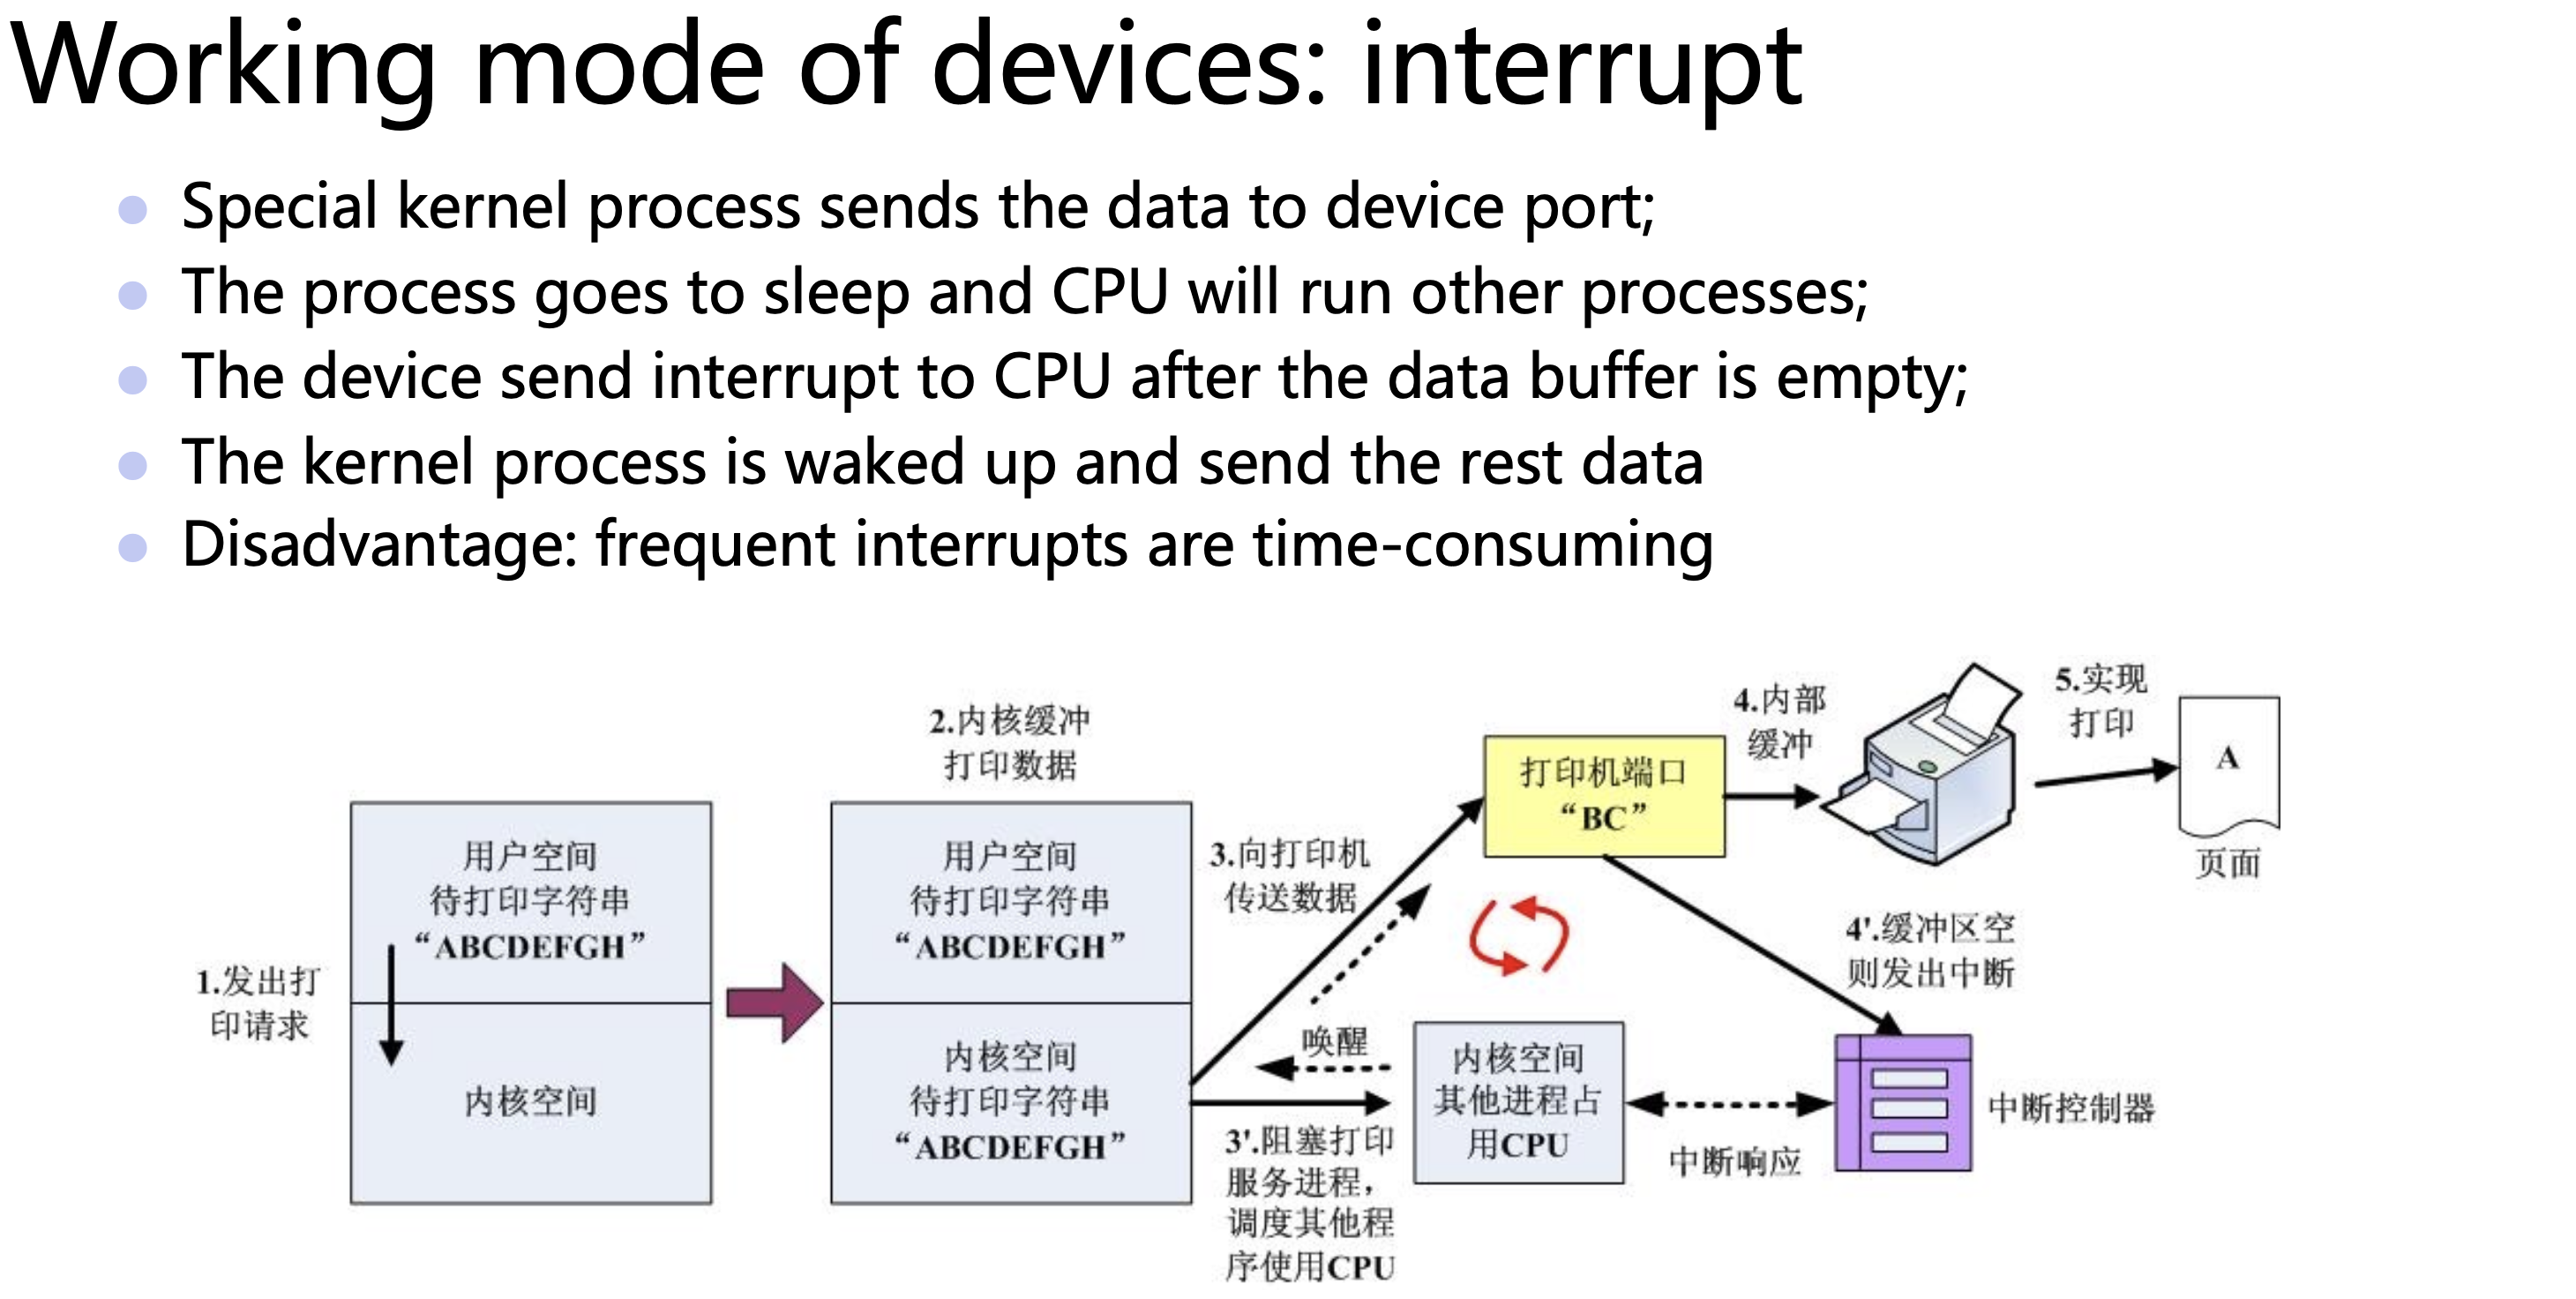 Working mode of devices: interrupt
Special kernel process sends the data to device port;
The process goes to sleep and CPU will run other processes;
The device send interrupt to CPU after the data buffer is empty;
The kernel process is waked up and send the rest data
Disadvantage: frequent interrupts are time-consuming
1.发出打
印请求
用户空间
待打印字符串
“ABCDEFGH”
内核空间
2.内核缓冲
打印数据
用户空间
待打印字符串
“ABCDEFGH”
内核空间
待打印字符串
“ABCDEFGH”
3.向打印机
传送数据
唤醒
3'.阻塞打印
服务进程，
调度其他程
序使用CPU
打印机端口
“BC”
4.内部
缓冲
5.实现
打印
A
页面
4'.缓冲区空
则发出中断
内核空间
其他进程占
用CPU
中断响应
中断控制器